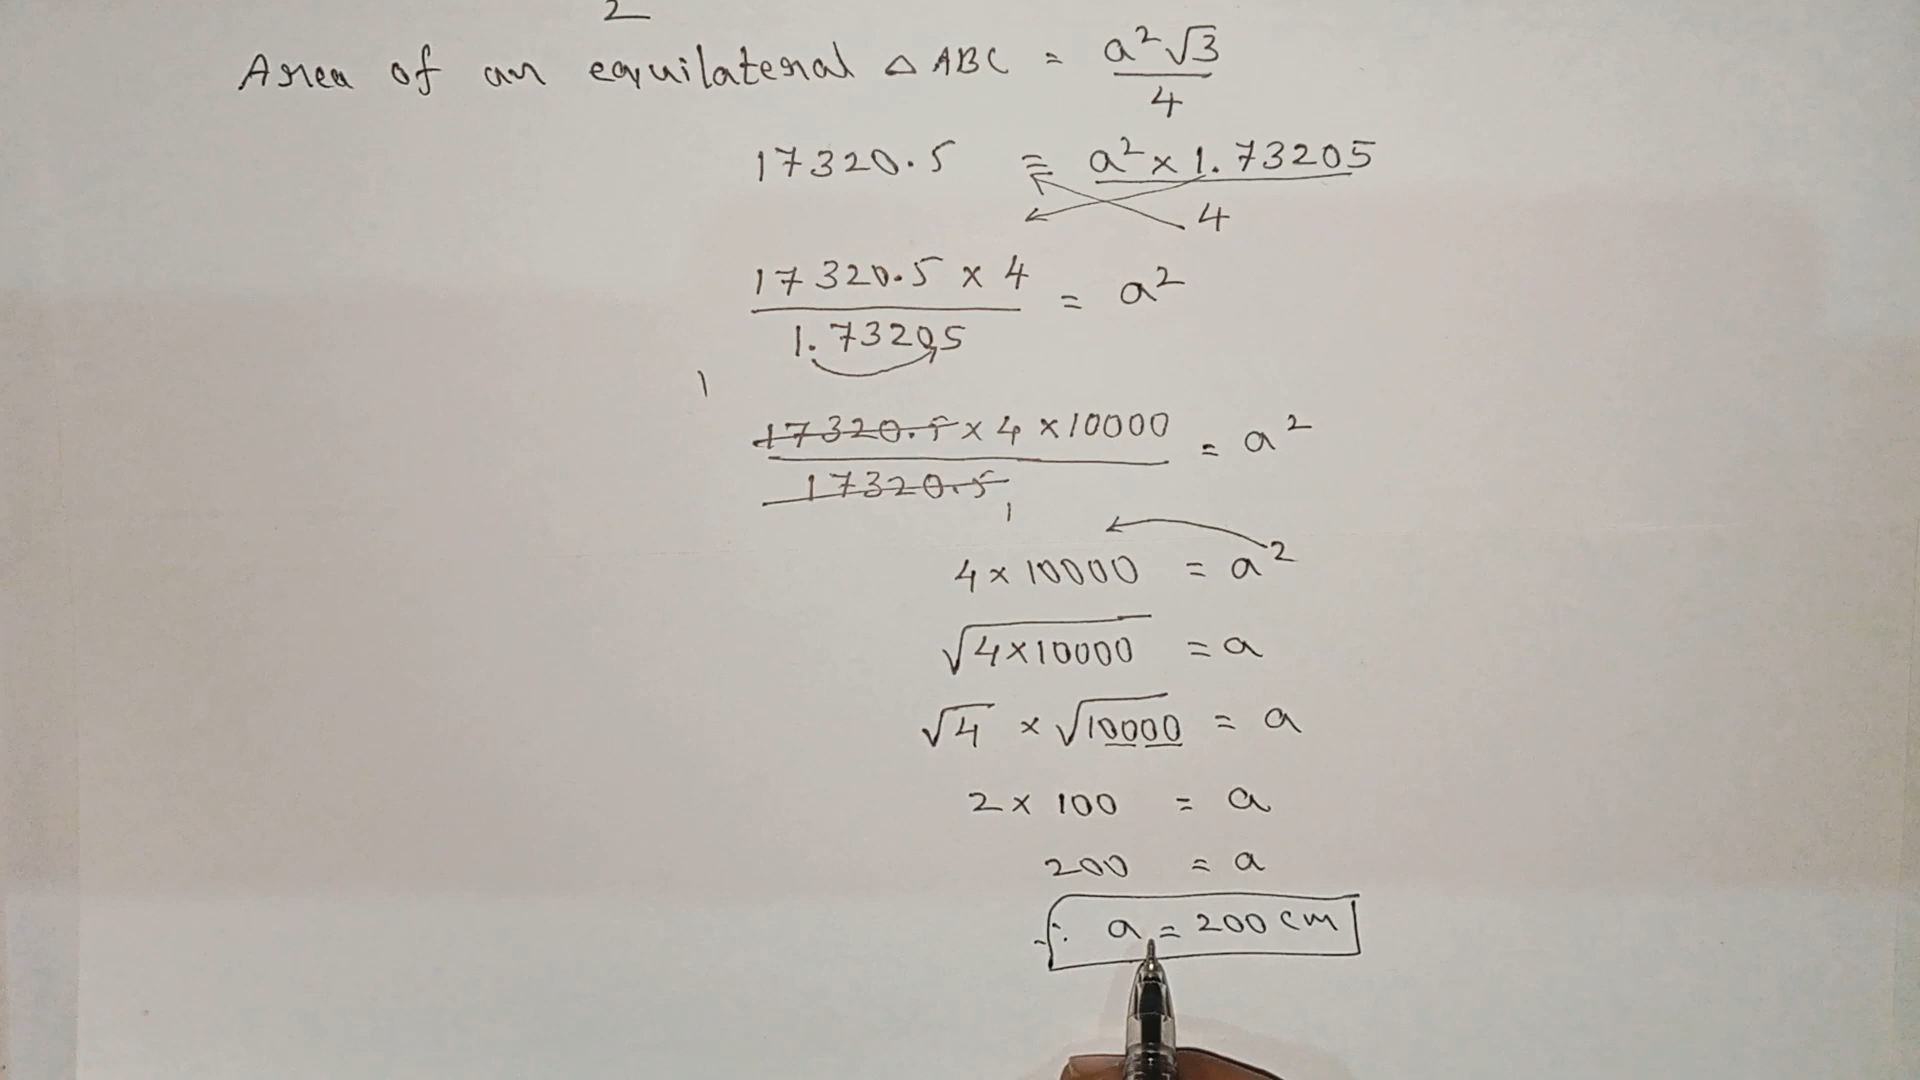 2
Area of an equilateral △ ABC = a²√3 / 4
17320.5 = a² × 1.73205 / 4
17320.5 × 4 / 1.73205 = a²
1
17320.5 × 4 × 10000 / 17320.5 = a²
1
4 × 10000 = a²
√4×10000 = a
√4 × √10000 = a
2 × 100 = a
200 = a
∴ a = 200 cm